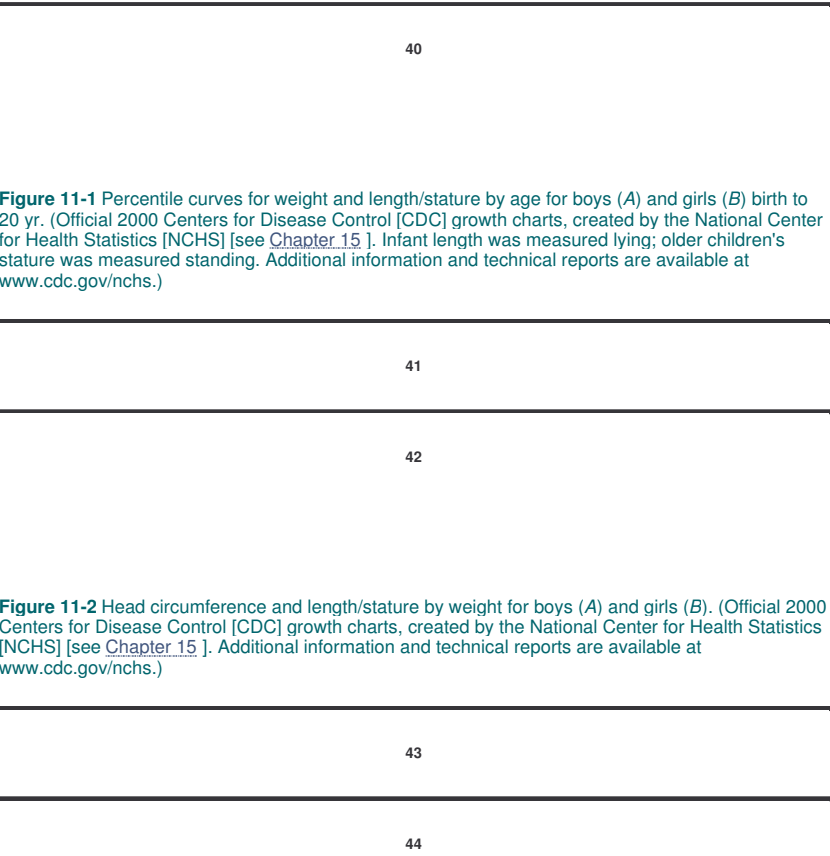 40
Figure 11-1 Percentile curves for weight and length/stature by age for boys (A) and girls (B) birth to
20 yr. (Official 2000 Centers for Disease Control [CDC] growth charts, created by the National Center
for Health Statistics [NCHS] [see Chapter 15 ]. Infant length was measured lying; older children's
stature was measured standing. Additional information and technical reports are available at
www.cdc.gov/nchs.)
41
42
Figure 11-2 Head circumference and length/stature by weight for boys (A) and girls (B). (Official 2000
Centers for Disease Control [CDC] growth charts, created by the National Center for Health Statistics
[NCHS] [see Chapter 15 ]. Additional information and technical reports are available at
www.cdc.gov/nchs.)
43
44